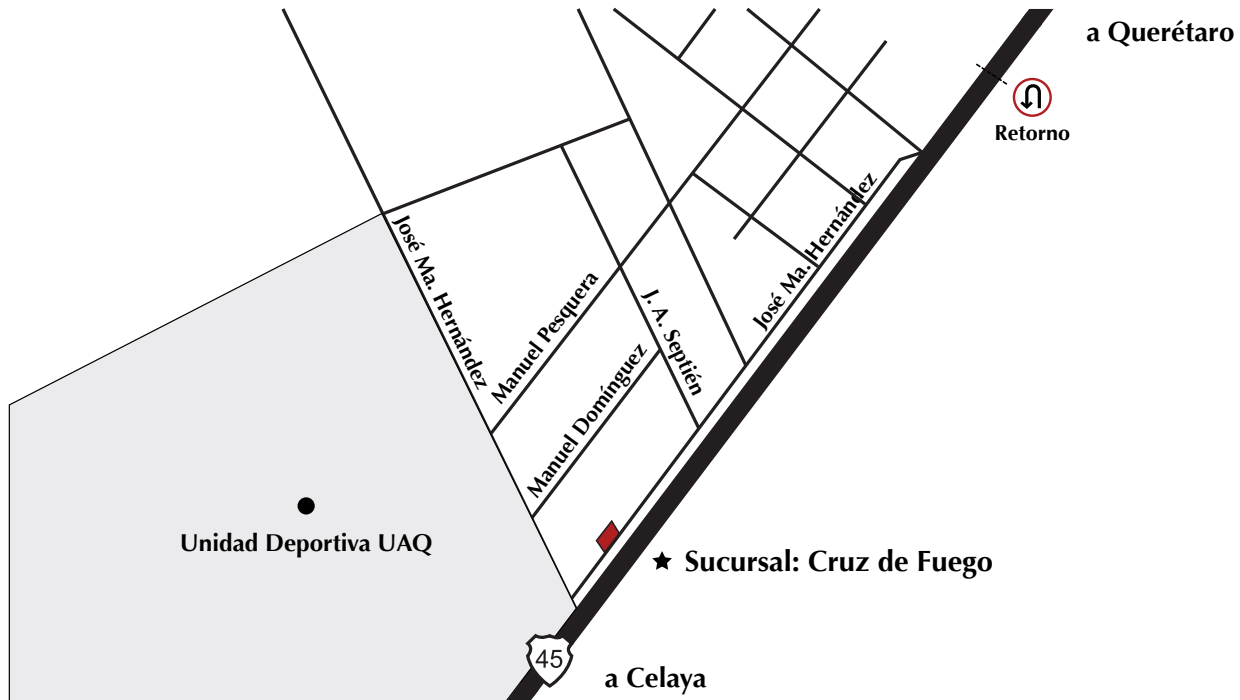 a Querétaro
Retorno
José Ma. Hernández
José Ma. Hernández
Manuel Pesquera
J. A. Septién
Manuel Domínguez
Unidad Deportiva UAQ
Sucursal: Cruz de Fuego
45
a Celaya